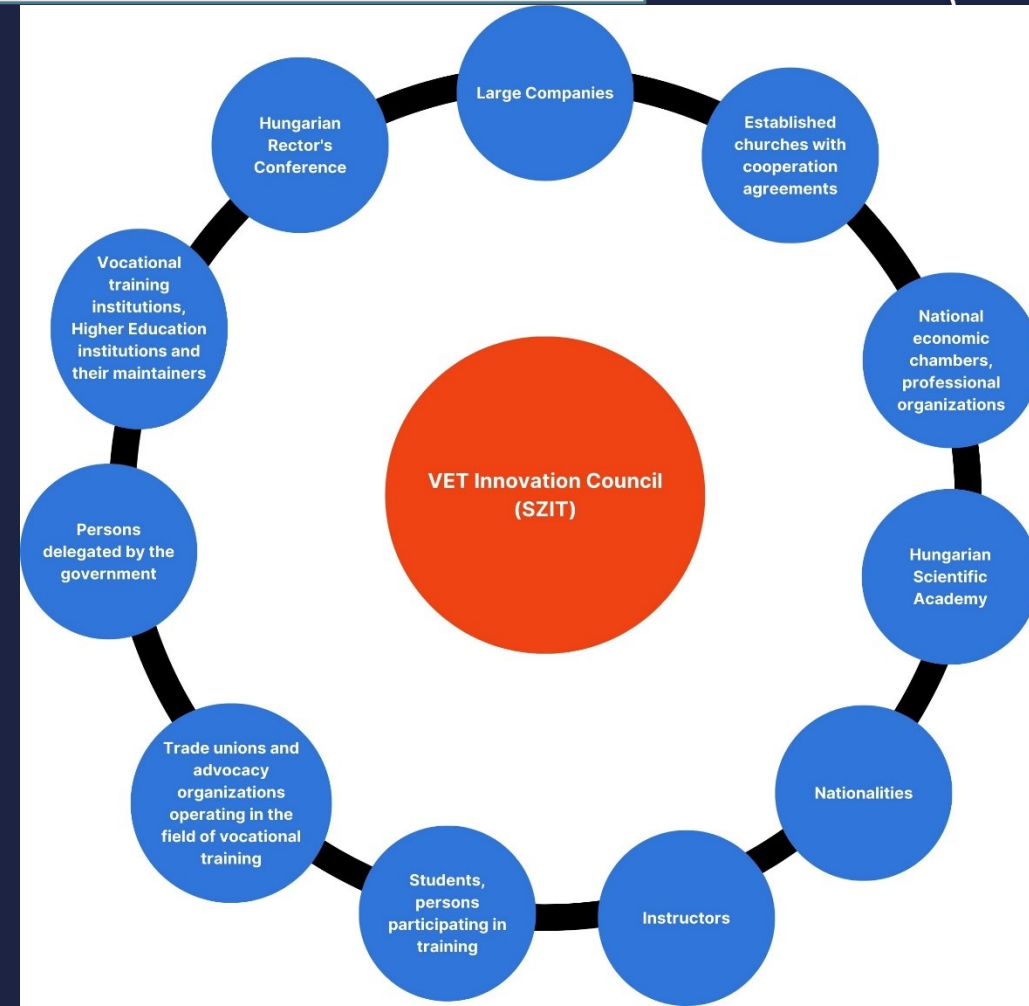 Large Companies
Established
churches with
cooperation
agreements
National
economic
chambers,
professional
organizations
Hungarian
Scientific
Academy
Nationalities
Instructors
Students,
persons
participating in
training
Trade unions and
advocacy
organizations
operating in the
field of vocational
training
Persons
delegated by the
government
Vocational
training
institutions,
Higher Education
institutions and
their maintainers
Hungarian
Rector's
Conference
VET Innovation Council
(SZIT)